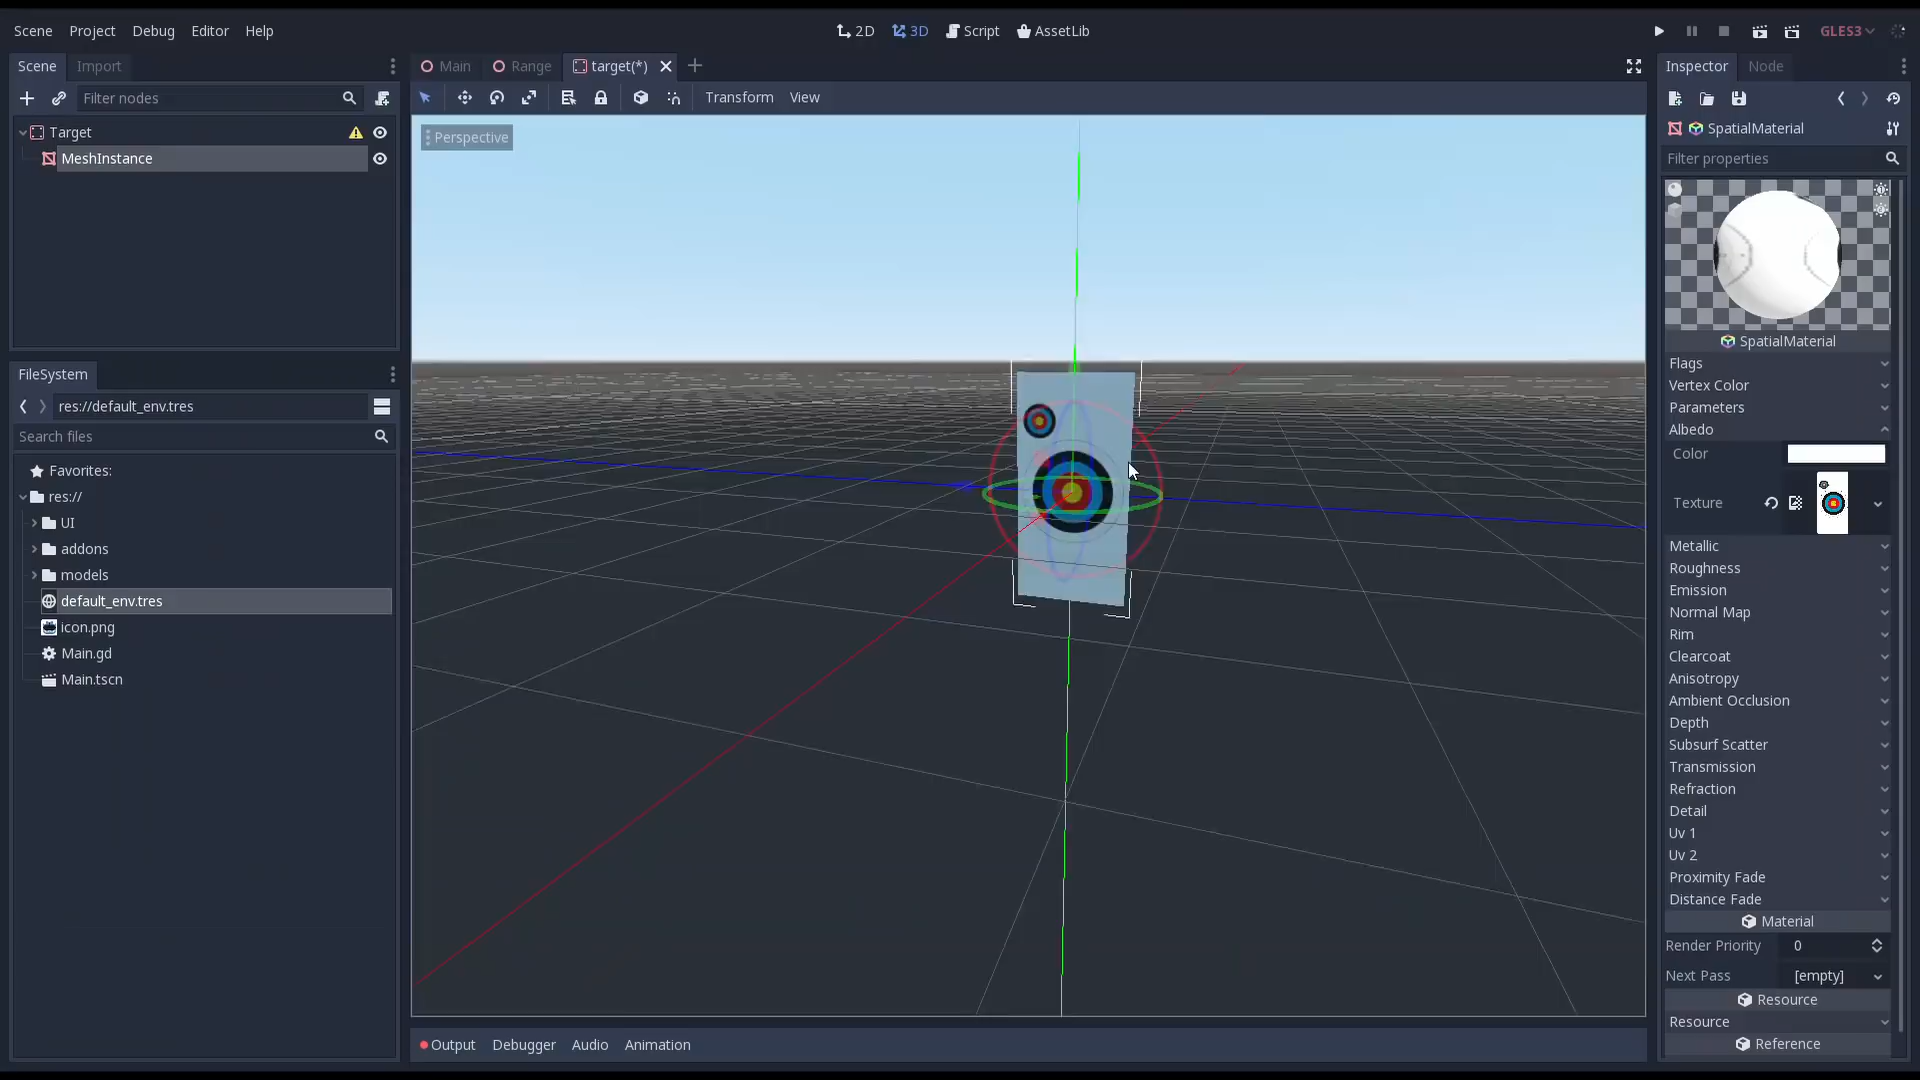 Scene Project Debug Editor Help
2D 3D Script AssetLib
GLES3
Scene Import
Filter nodes
Target
MeshInstance
FileSystem
res://default_env.tres
Search files
Favorites:
res://
UI
addons
models
default_env.tres
icon.png
Main.gd
Main.tscn
Main Range target(*)
Transform View
Perspective
Output Debugger Audio Animation
Inspector Node
SpatialMaterial
Filter properties
SpatialMaterial
Flags
Vertex Color
Parameters
Albedo
Color
Texture
Metallic
Roughness
Emission
Normal Map
Rim
Clearcoat
Anisotropy
Ambient Occlusion
Depth
Subsurf Scatter
Transmission
Refraction
Detail
Uv 1
Uv 2
Proximity Fade
Distance Fade
Material
Render Priority 0
Next Pass [empty]
Resource
Resource
Reference